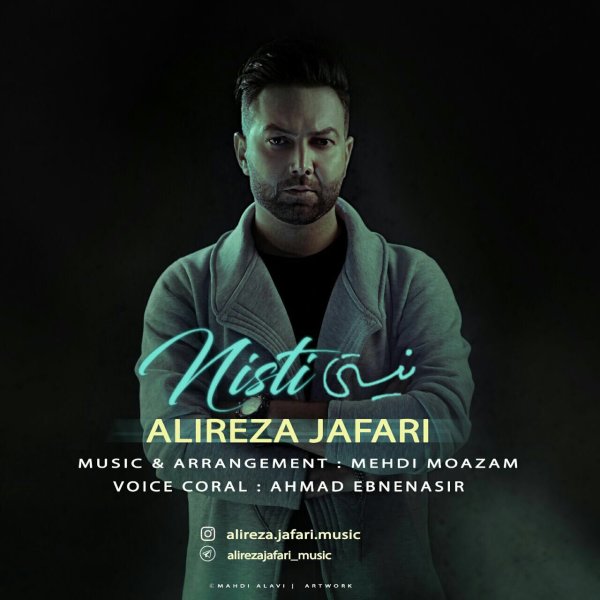 Nisti نیستی
ALIREZA JAFARI
MUSIC & ARRANGEMENT : MEHDI MOAZAM
VOICE CORAL : AHMAD EBNENASIR
alireza.jafari.music
alirezajafari_music
©MAHDI ALAVI | ARTWORK